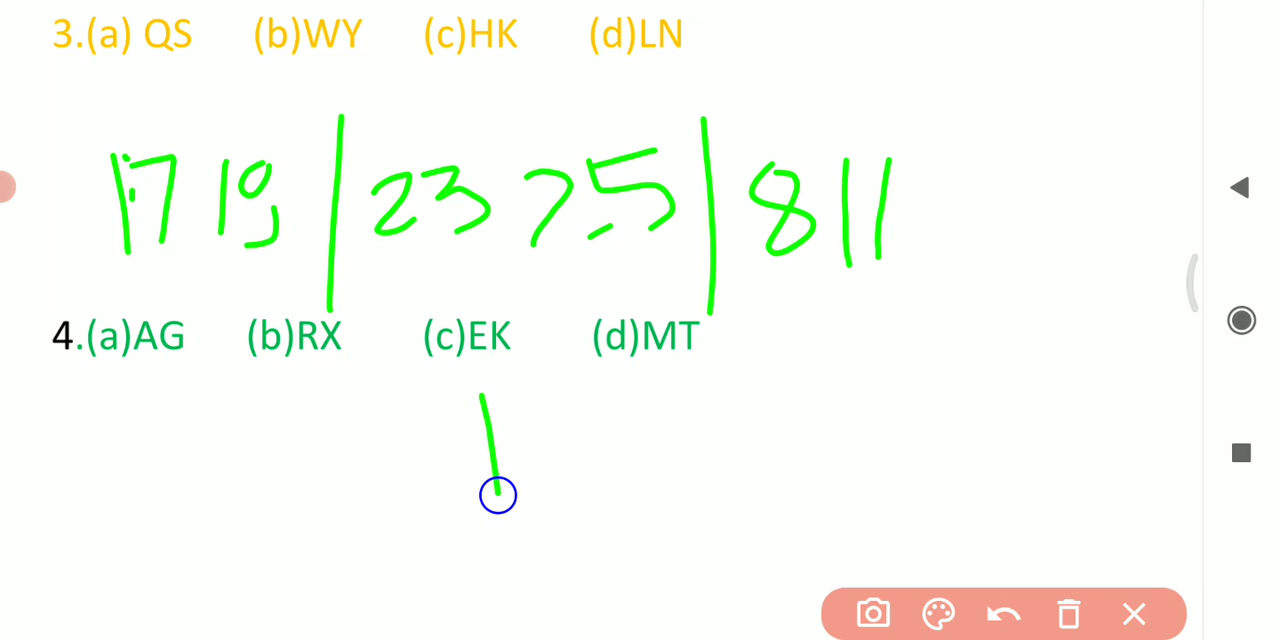 3.(a) QS (b)WY (c)HK (d)LN
17 19 | 23 25 | 8 11
4.(a)AG (b)RX (c)EK (d)MT